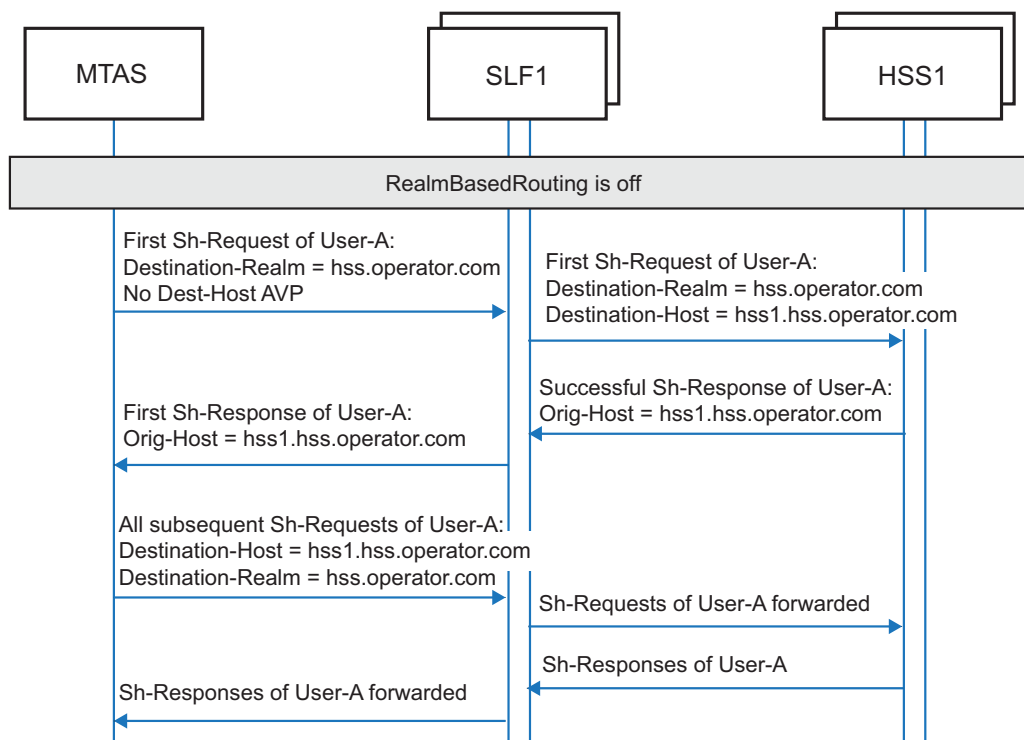 MTAS
SLF1
HSS1
RealmBasedRouting is off
First Sh-Request of User-A:
Destination-Realm = hss.operator.com
No Dest-Host AVP
First Sh-Request of User-A:
Destination-Realm = hss.operator.com
Destination-Host = hss1.hss.operator.com
Successful Sh-Response of User-A:
Orig-Host = hss1.hss.operator.com
First Sh-Response of User-A:
Orig-Host = hss1.hss.operator.com
All subsequent Sh-Requests of User-A:
Destination-Host = hss1.hss.operator.com
Destination-Realm = hss.operator.com
Sh-Requests of User-A forwarded
Sh-Responses of User-A
Sh-Responses of User-A forwarded